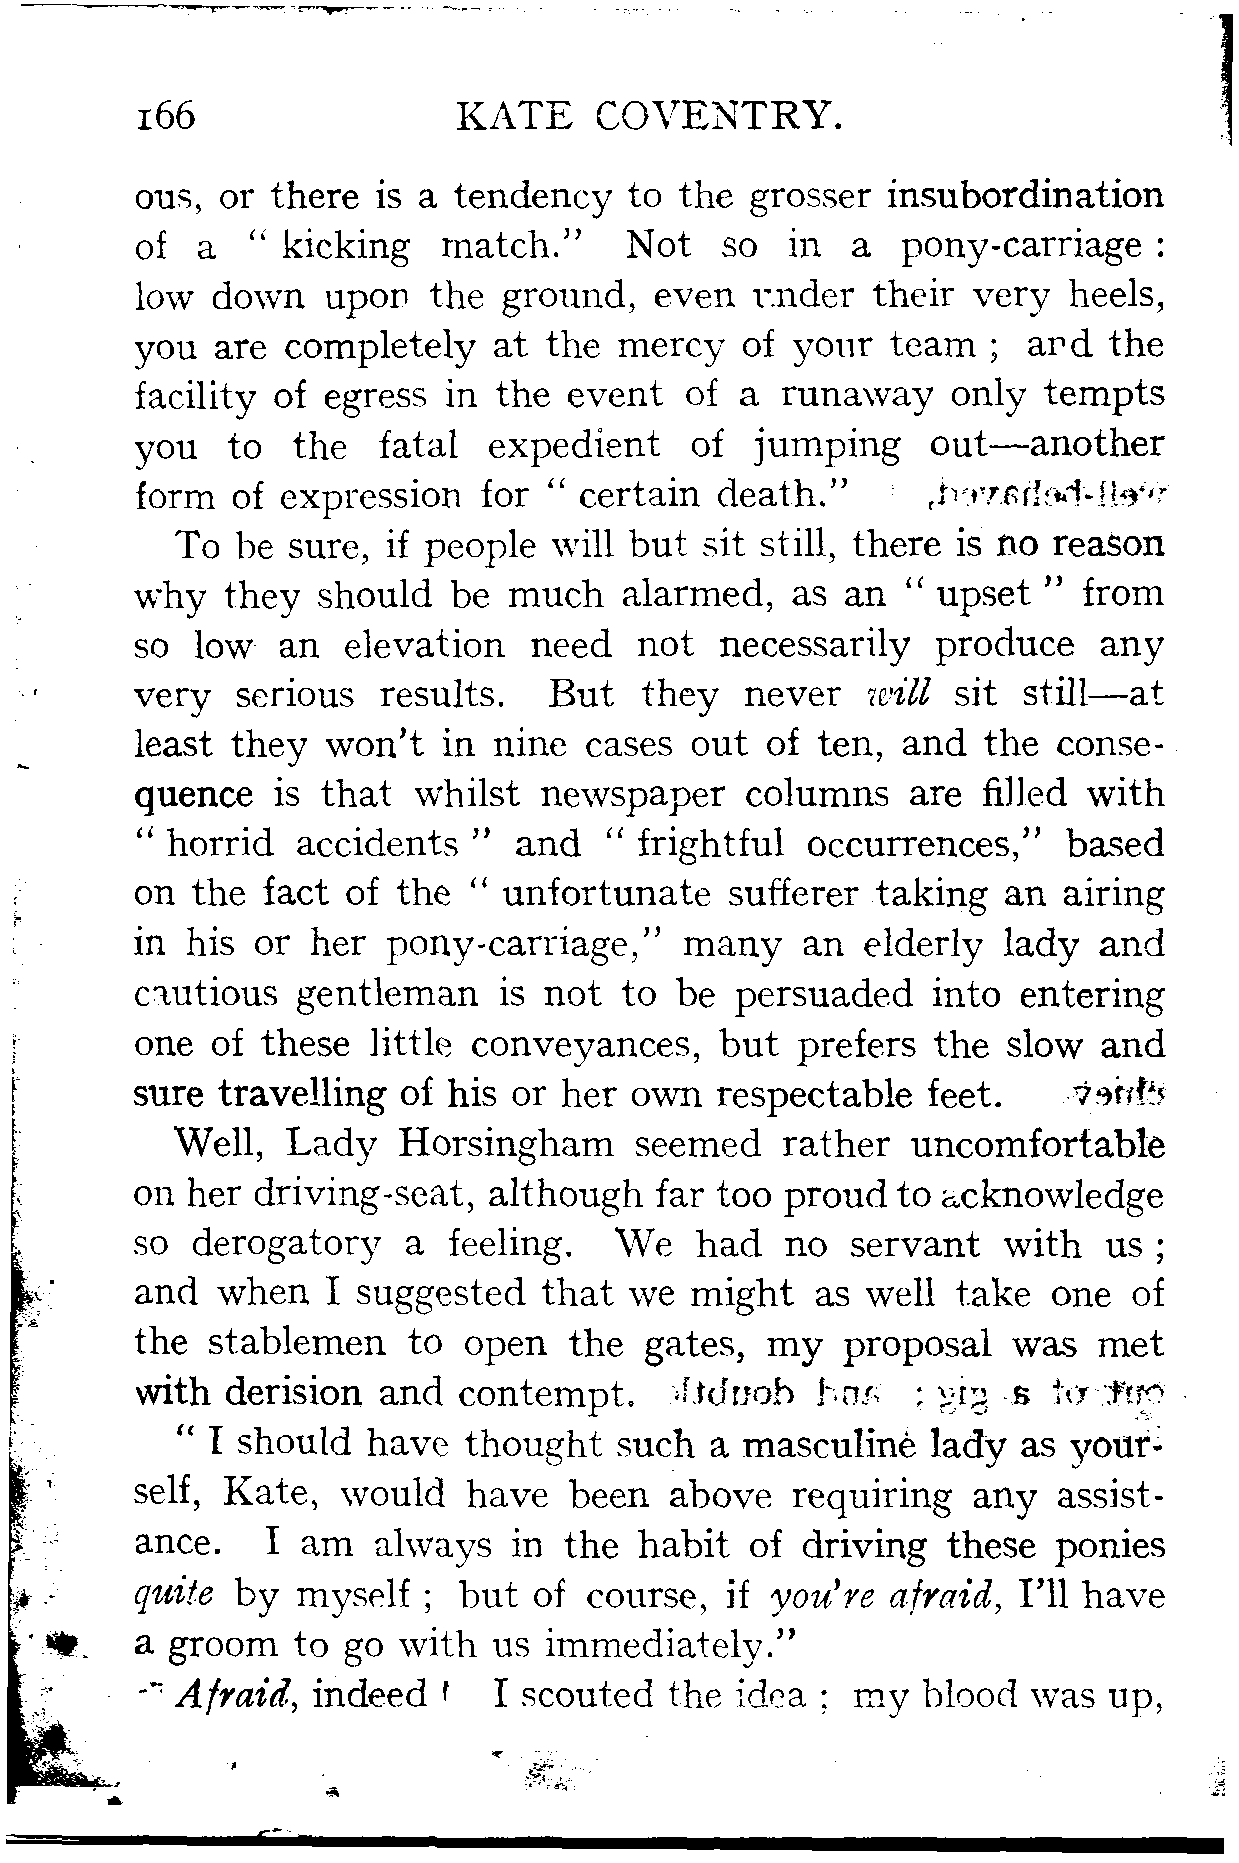 166 KATE COVENTRY.
ous, or there is a tendency to the grosser insubordination
of a “ kicking match.” Not so in a pony-carriage :
low down upon the ground, even under their very heels,
you are completely at the mercy of your team ; and the
facility of egress in the event of a runaway only tempts
you to the fatal expedient of jumping out—another
form of expression for “ certain death.”
To be sure, if people will but sit still, there is no reason
why they should be much alarmed, as an “ upset ” from
so low an elevation need not necessarily produce any
very serious results. But they never will sit still—at
least they won’t in nine cases out of ten, and the conse-
quence is that whilst newspaper columns are filled with
“ horrid accidents ” and “ frightful occurrences,” based
on the fact of the “ unfortunate sufferer taking an airing
in his or her pony-carriage,” many an elderly lady and
cautious gentleman is not to be persuaded into entering
one of these little conveyances, but prefers the slow and
sure travelling of his or her own respectable feet.
Well, Lady Horsingham seemed rather uncomfortable
on her driving-seat, although far too proud to acknowledge
so derogatory a feeling. We had no servant with us ;
and when I suggested that we might as well take one of
the stablemen to open the gates, my proposal was met
with derision and contempt.
“ I should have thought such a masculine lady as your-
self, Kate, would have been above requiring any assist-
ance. I am always in the habit of driving these ponies
quite by myself ; but of course, if you’re afraid, I’ll have
a groom to go with us immediately.”
Afraid, indeed ! I scouted the idea ; my blood was up,